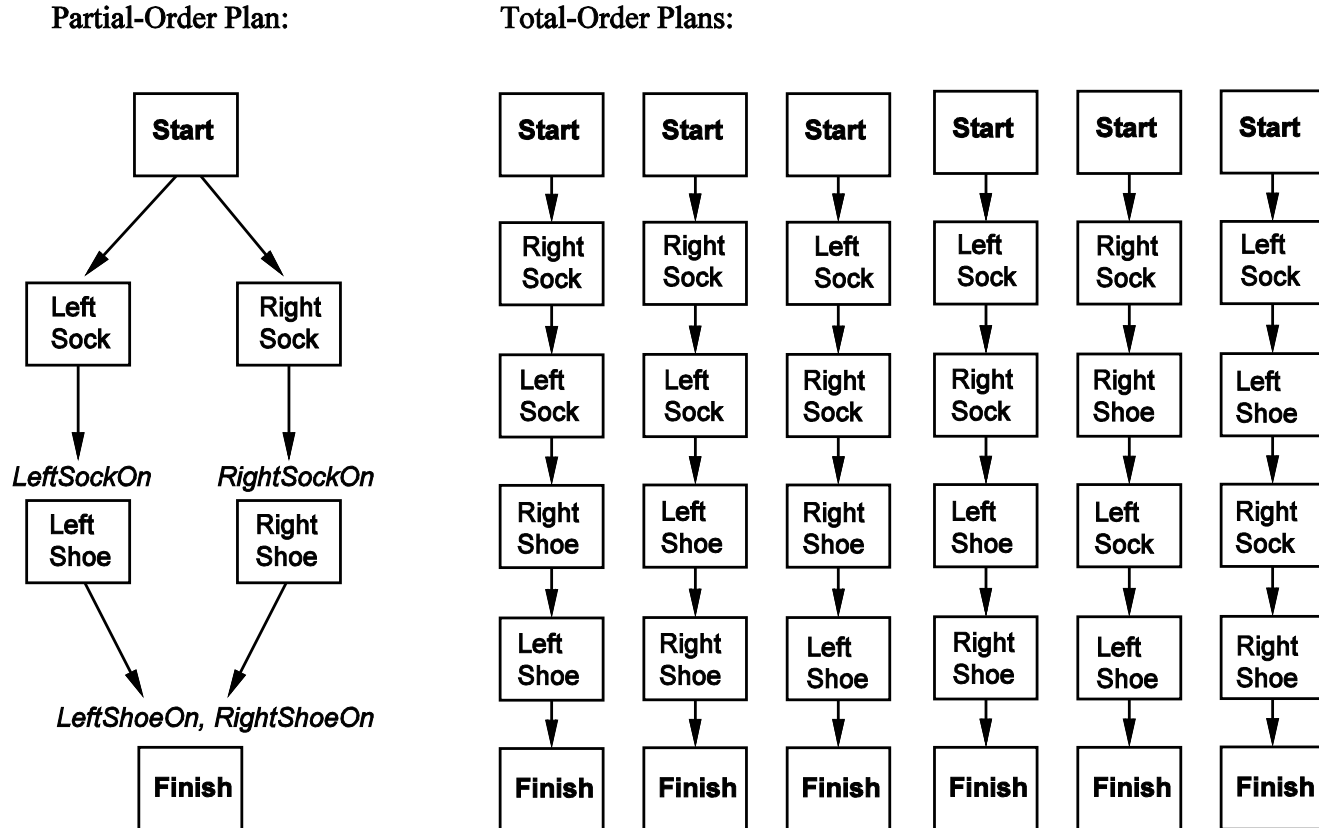 Partial-Order Plan:
Start
Left
Sock
Right
Sock
LeftSockOn
RightSockOn
Left
Shoe
Right
Shoe
LeftShoeOn, RightShoeOn
Finish
Total-Order Plans:
Start
Right
Sock
Left
Sock
Right
Shoe
Left
Shoe
Finish
Start
Right
Sock
Left
Sock
Left
Shoe
Right
Shoe
Finish
Start
Left
Sock
Right
Sock
Right
Shoe
Left
Shoe
Finish
Start
Left
Sock
Right
Sock
Left
Shoe
Right
Shoe
Finish
Start
Right
Sock
Right
Shoe
Left
Sock
Left
Shoe
Finish
Start
Left
Sock
Left
Shoe
Right
Sock
Right
Shoe
Finish